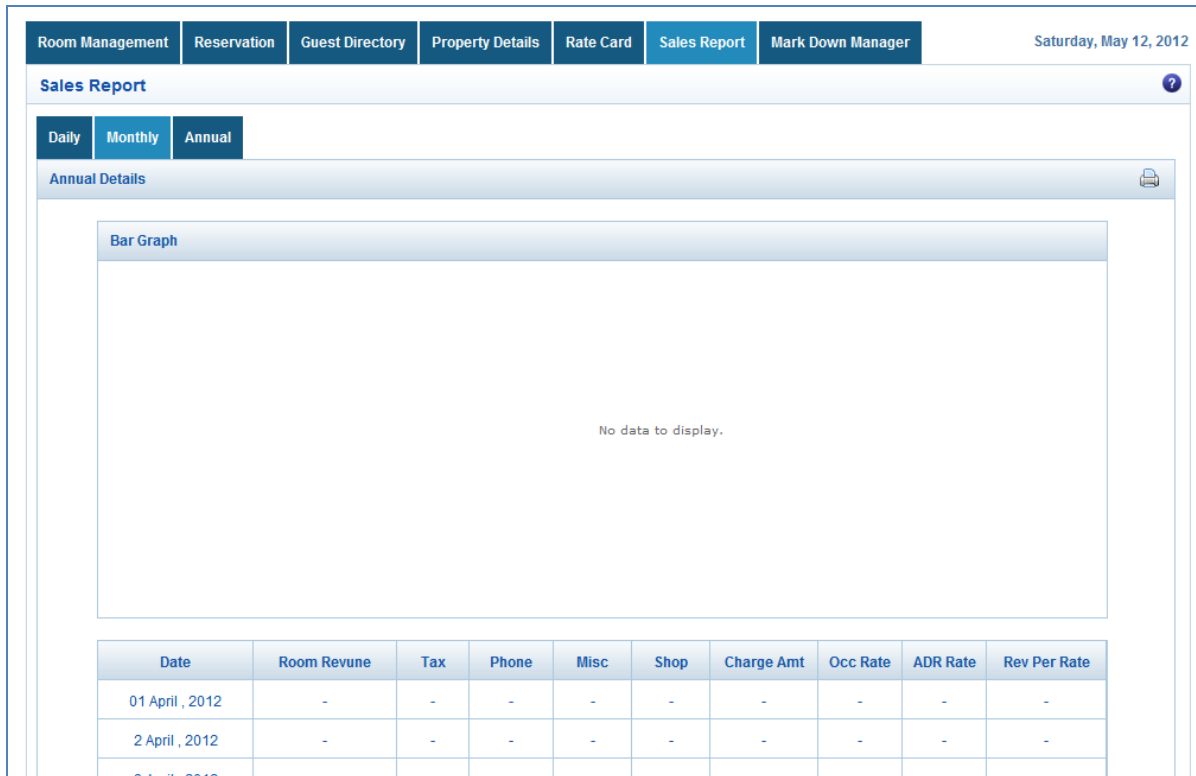 Room Management Reservation Guest Directory Property Details Rate Card Sales Report Mark Down Manager Saturday, May 12, 2012
Sales Report ?
Daily Monthly Annual
Annual Details
Bar Graph
No data to display.
Date Room Revune Tax Phone Misc Shop Charge Amt Occ Rate ADR Rate Rev Per Rate
01 April , 2012 - - - - - - - - -
2 April , 2012 - - - - - - - - -